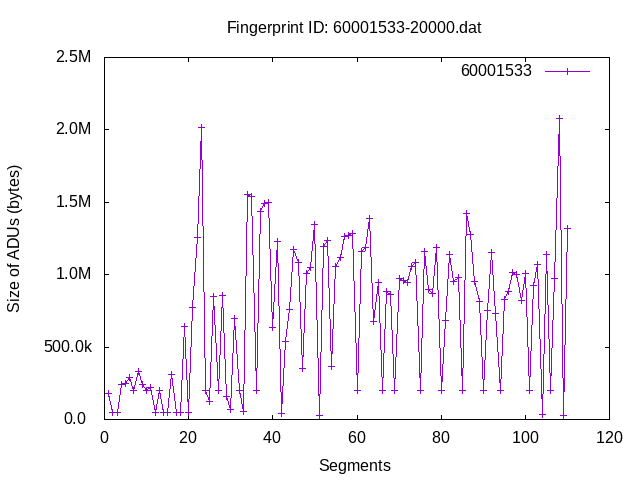 Fingerprint ID: 60001533-20000.dat
60001533
Size of ADUs (bytes)
2.5M
2.0M
1.5M
1.0M
500.0k
0.0
0 20 40 60 80 100 120
Segments